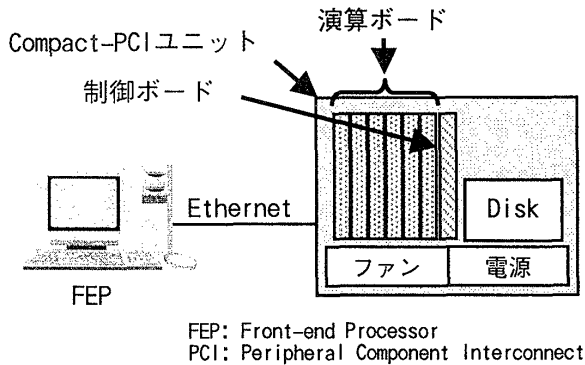 演算ボード
Compact-PCIユニット
制御ボード
Ethernet
Disk
ファン
電源
FEP
FEP: Front-end Processor
PCI: Peripheral Component Interconnect